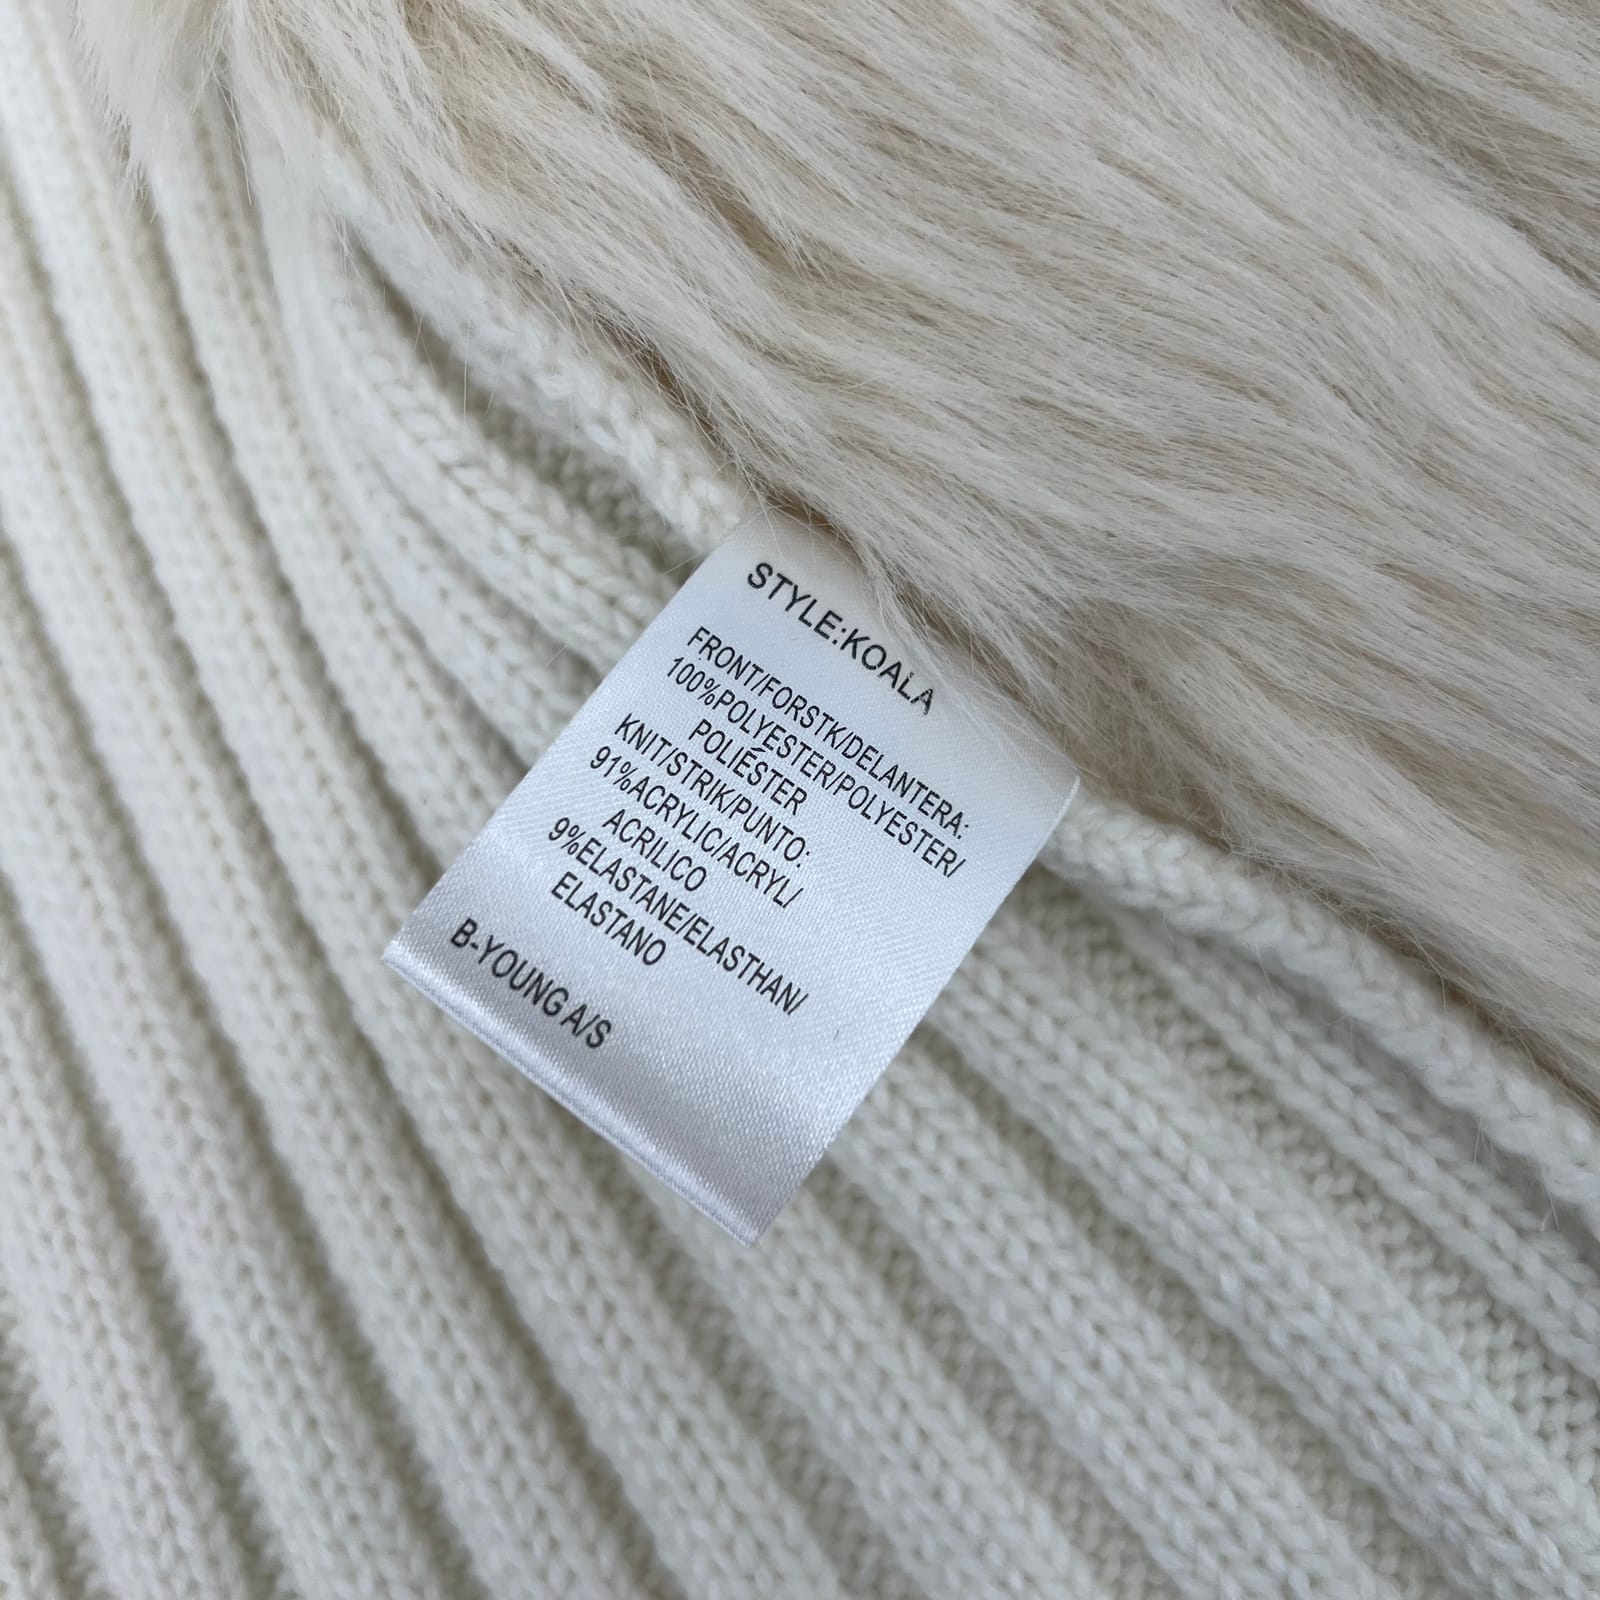 STYLE:KOALA
FRONT/FORSTK/DELANTERA:
100%POLYESTER/POLYESTER/
POLIÉSTER
KNIT/STRIK/PUNTO:
91%ACRYLIC/ACRYL/
ACRILICO
9%ELASTANE/ELASTHAN/
ELASTANO
B-YOUNG A/S